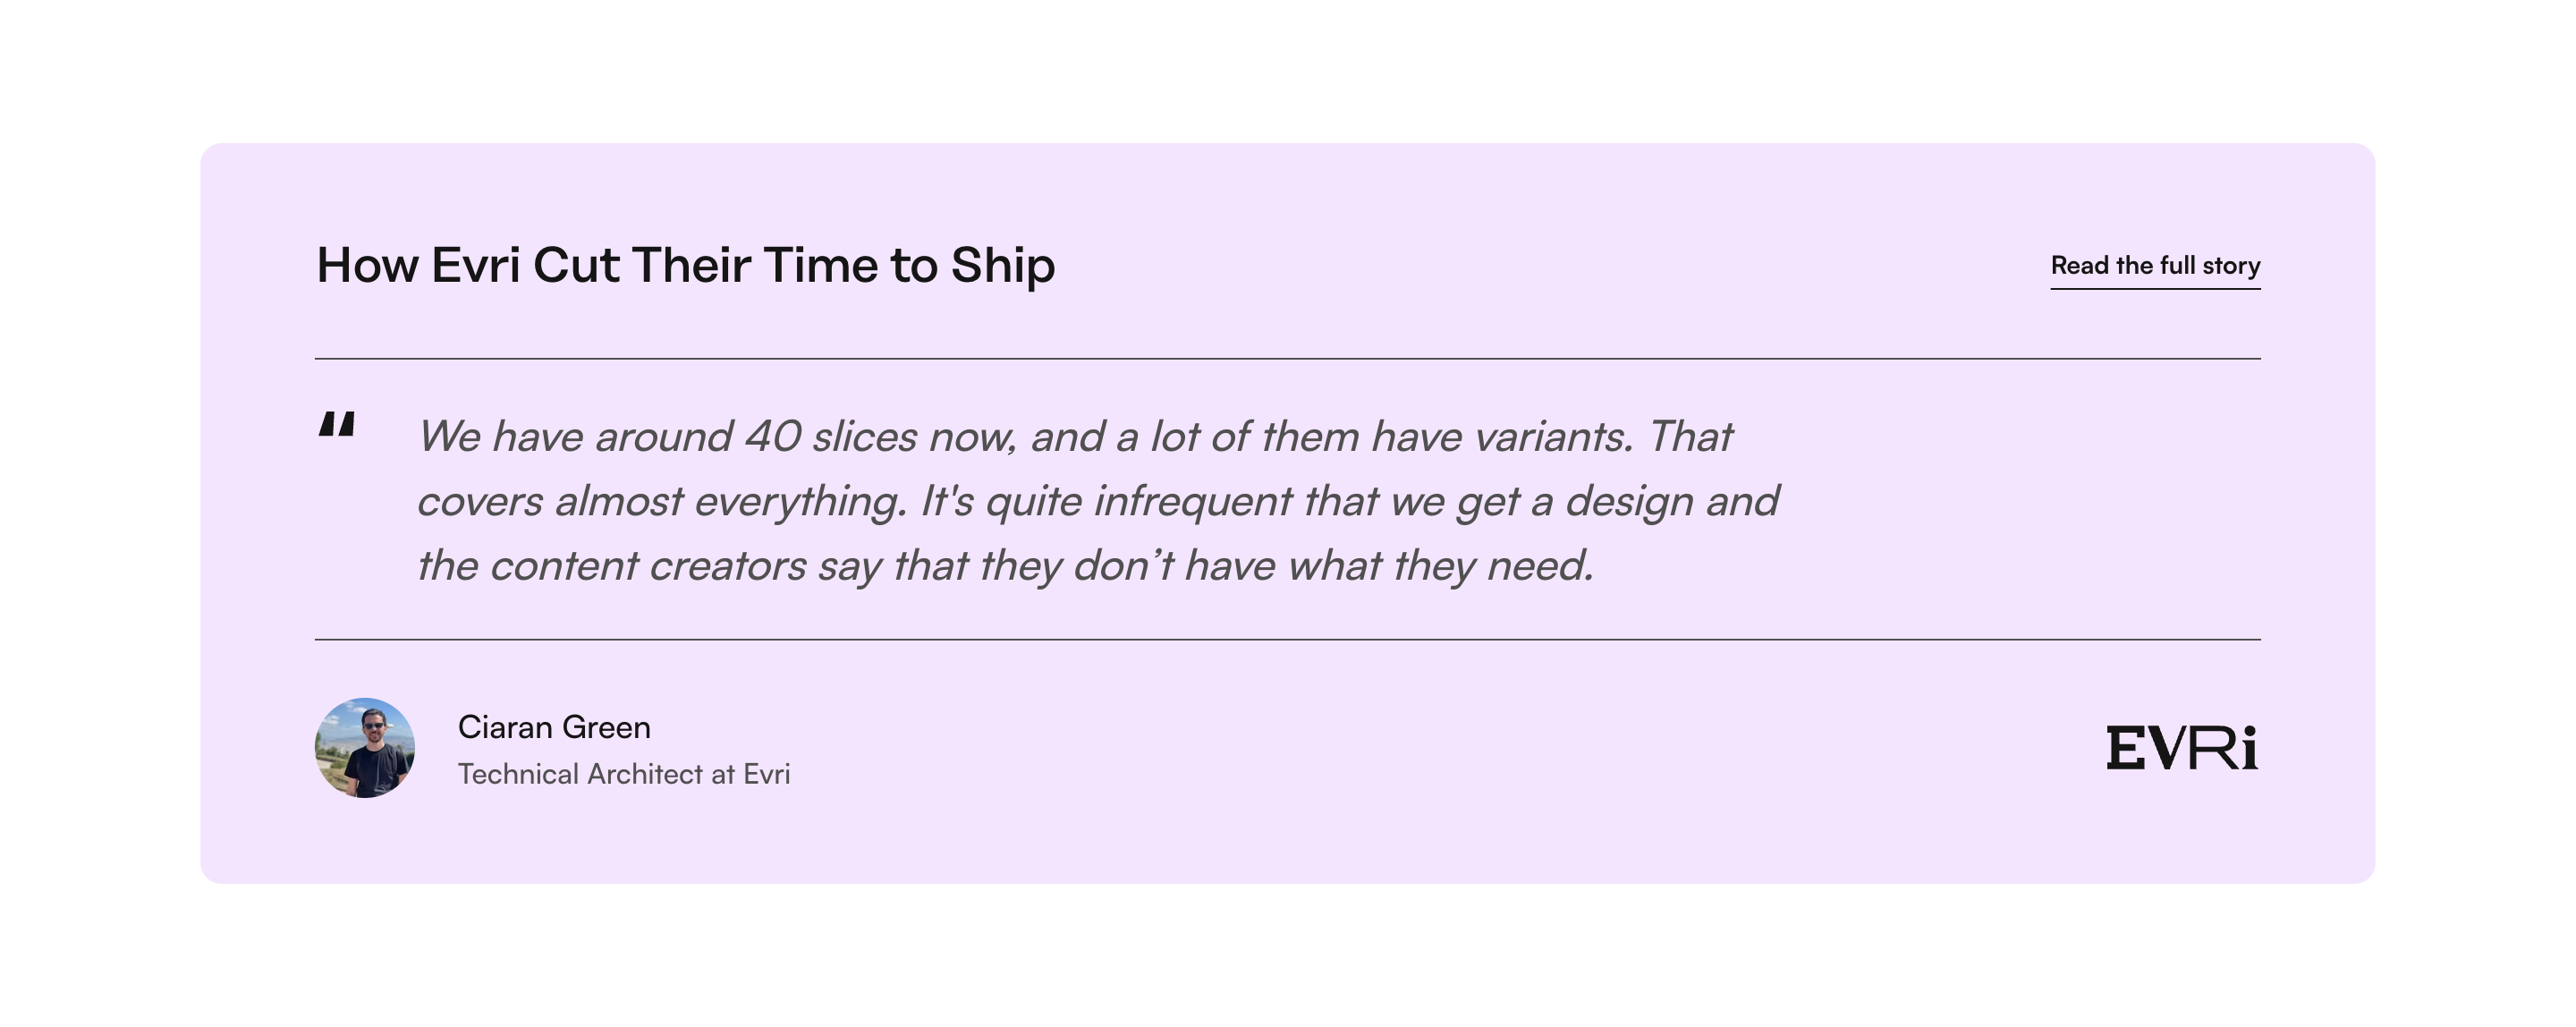 How Evri Cut Their Time to Ship
Read the full story
“
We have around 40 slices now, and a lot of them have variants. That
covers almost everything. It's quite infrequent that we get a design and
the content creators say that they don’t have what they need.
Ciaran Green
Technical Architect at Evri
EVRi